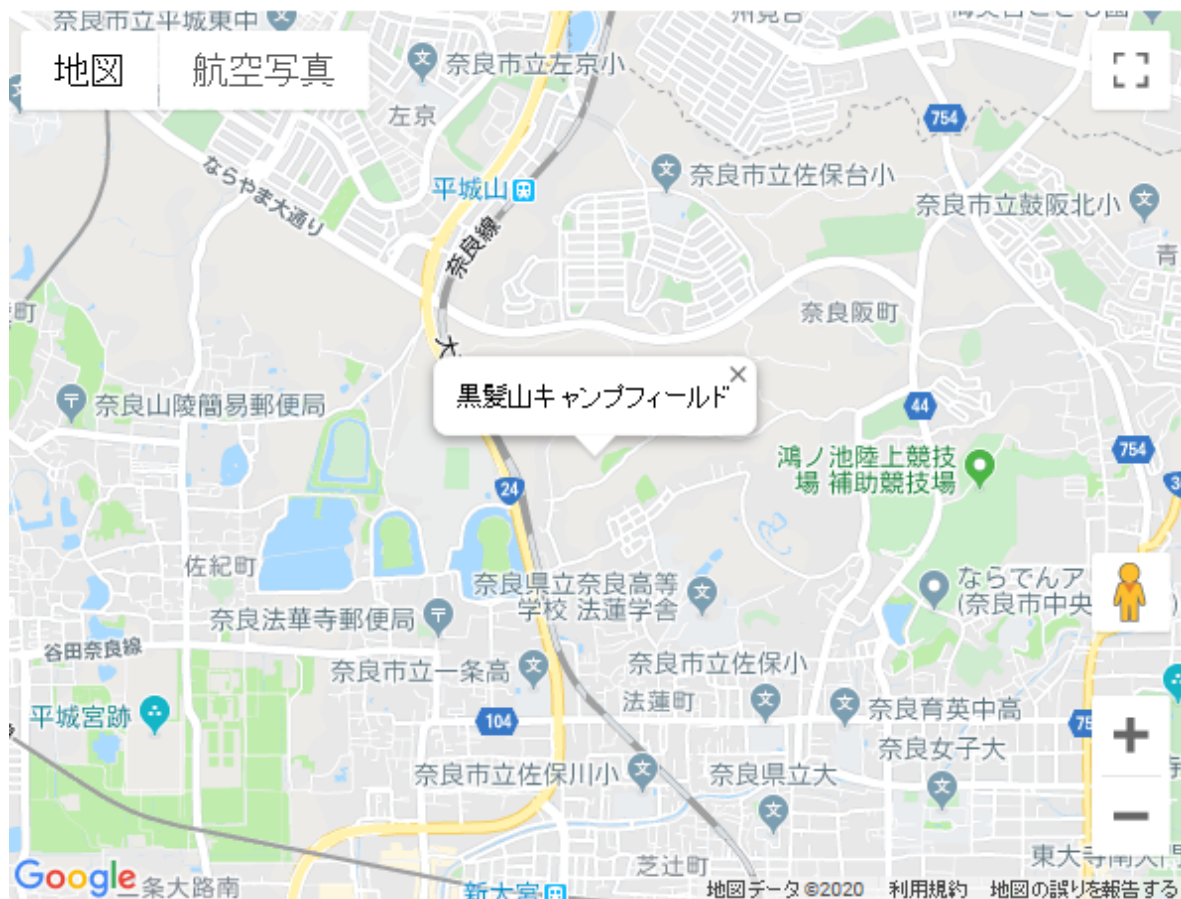 奈良市立平城東中
地図
航空写真
奈良市立左京小
左京
754
ならやま大通り
平城山
奈良市立佐保台小
奈良市立鼓阪北小
青
奈良線
町
奈良阪町
大
黒髪山キャンプフィールド
奈良山陵簡易郵便局
44
鴻ノ池陸上競技
場 補助競技場
754
24
佐紀町
奈良県立奈良高等
学校 法蓮学舎
ならでんア
(奈良市中央
)
奈良法華寺郵便局
谷田奈良線
奈良市立一条高
奈良市立佐保小
法蓮町
平城宮跡
104
奈良育英中高
75
奈良女子大
奈良市立佐保川小
奈良県立大
芝辻町
Google
条大路南
新大宮
地図データ ©2020
利用規約
地図の誤りを報告する